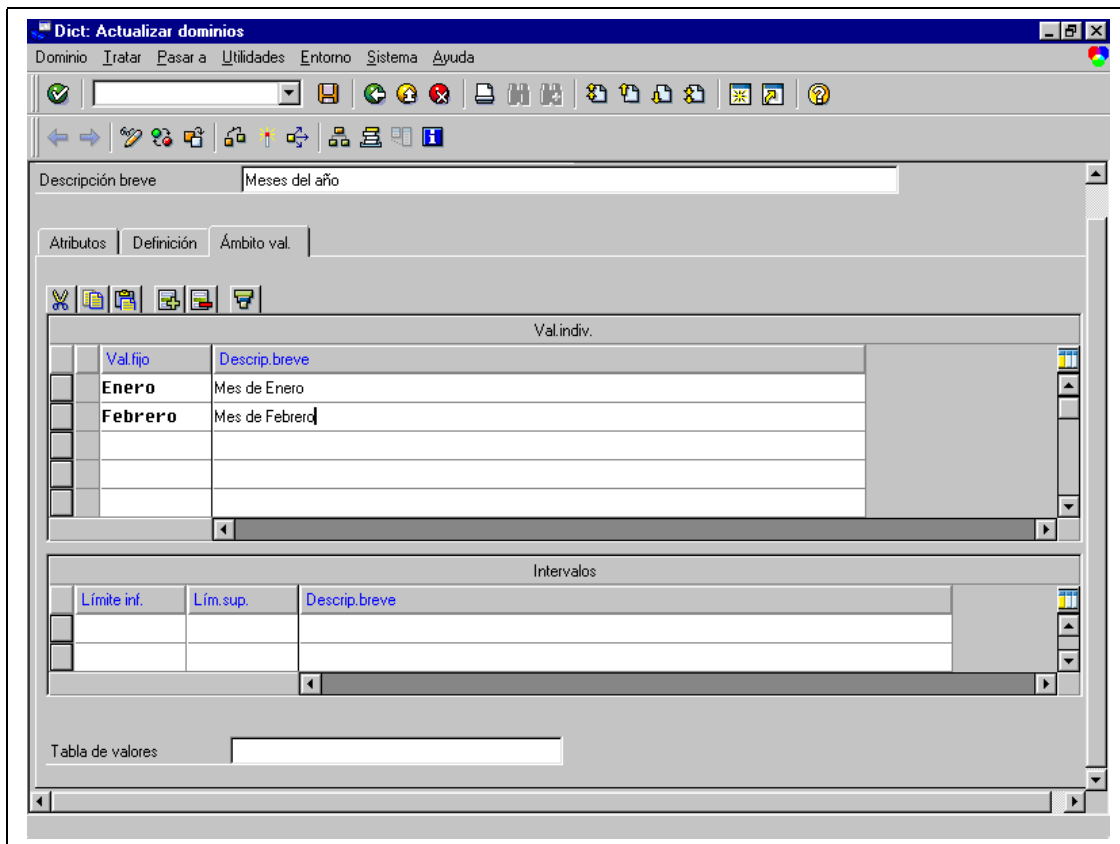 Dict: Actualizar dominios
Dominio Tratar Pasar a Utilidades Entorno Sistema Ayuda
Descripción breve Meses del año
Atributos Definición Ámbito val.
Val.indiv.
Val.fijo Descrip.breve
Enero Mes de Enero
Febrero Mes de Febrero
Intervalos
Límite inf. Lím.sup. Descrip.breve
Tabla de valores